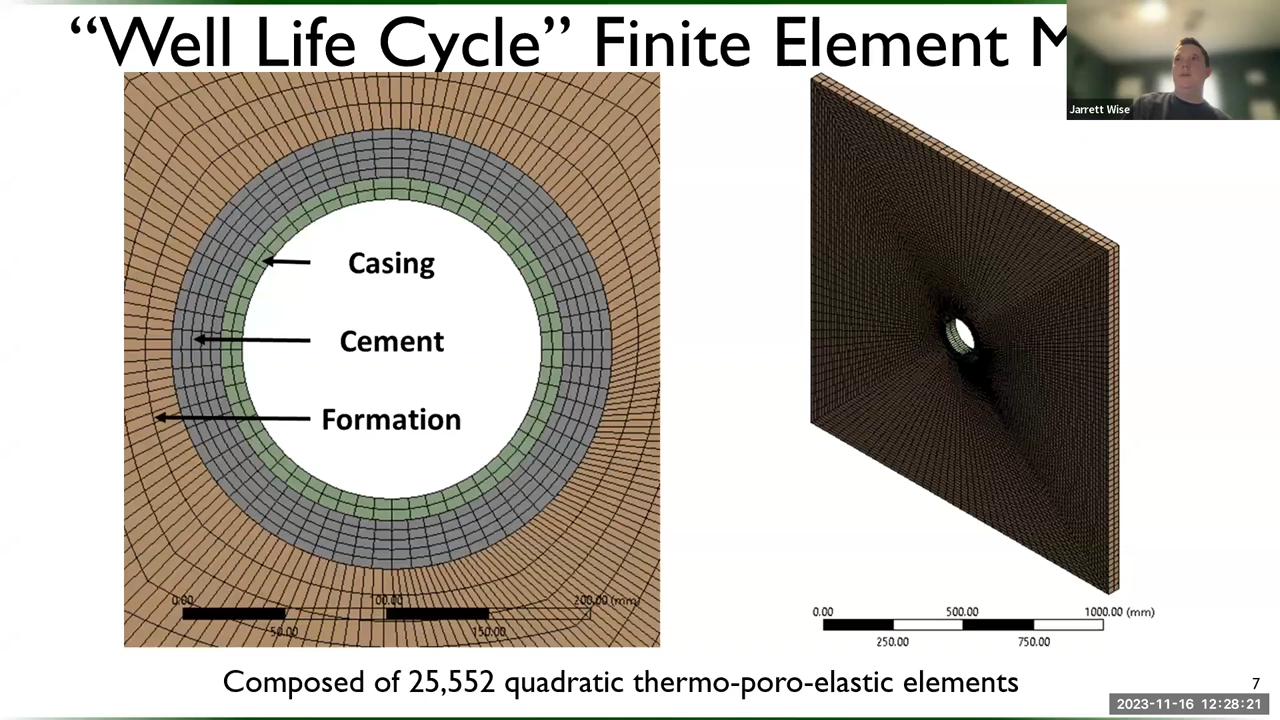 “Well Life Cycle” Finite Element M
Jarrett Wise
Casing
Cement
Formation
0.00 100.00 200.00 (mm)
50.00 150.00
0.00 500.00 1000.00 (mm)
250.00 750.00
Composed of 25,552 quadratic thermo-poro-elastic elements
7
2023-11-16 12:28:21